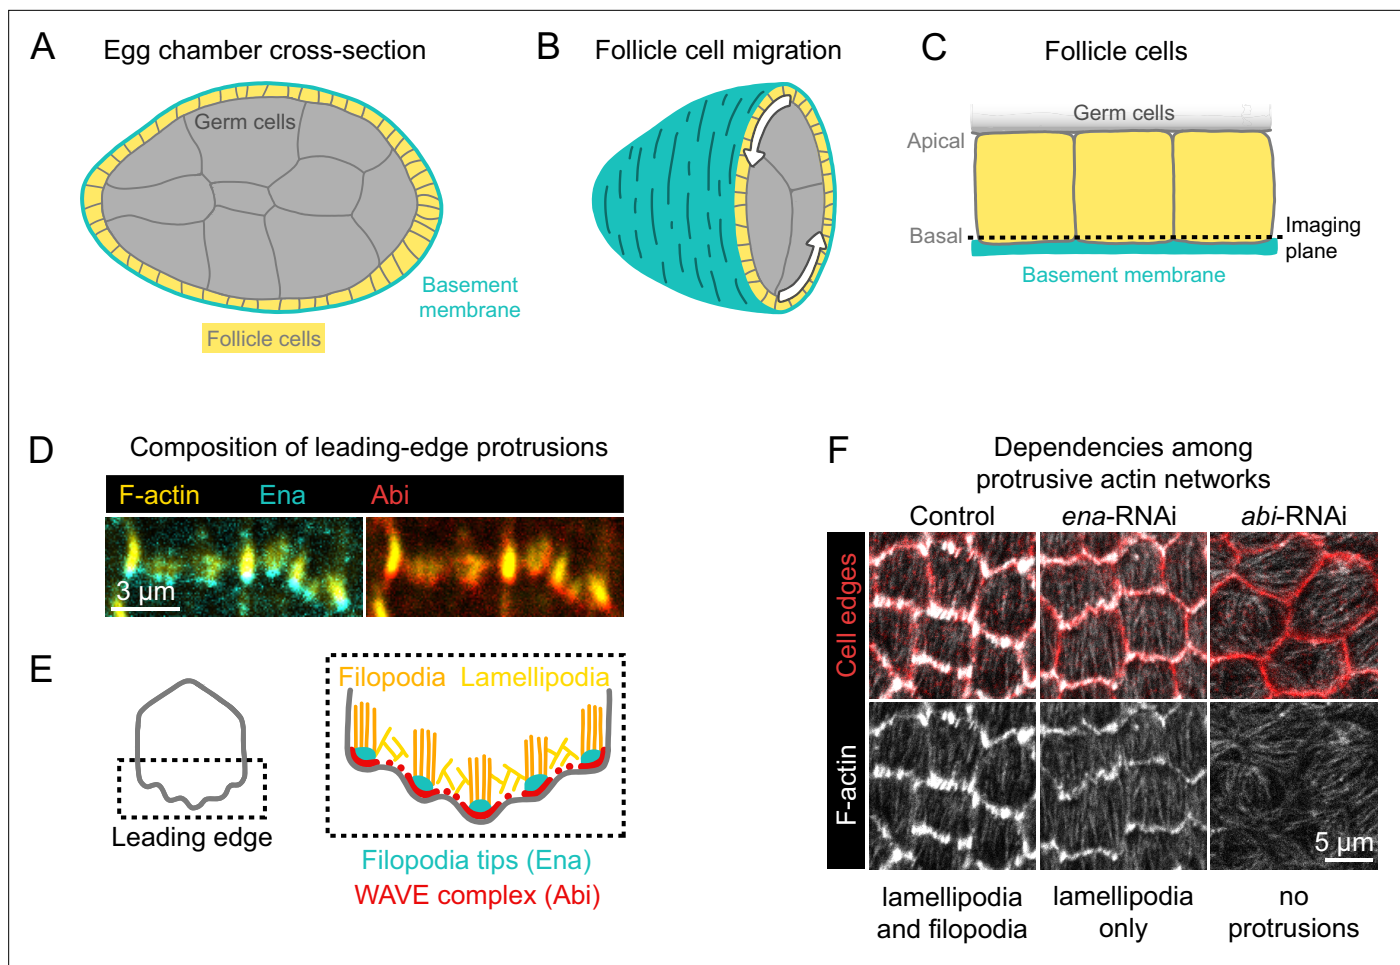 A
Egg chamber cross-section
Germ cells
Basement
membrane
Follicle cells
B
Follicle cell migration
C
Follicle cells
Germ cells
Apical
Basal
Imaging
plane
Basement membrane
D
Composition of leading-edge protrusions
F-actin Ena Abi
3 µm
E
Leading edge
Filopodia Lamellipodia
Filopodia tips (Ena)
WAVE complex (Abi)
F
Dependencies among
protrusive actin networks
Control ena-RNAi abi-RNAi
Cell edges
F-actin
5 µm
lamellipodia
and filopodia
lamellipodia
only
no
protrusions